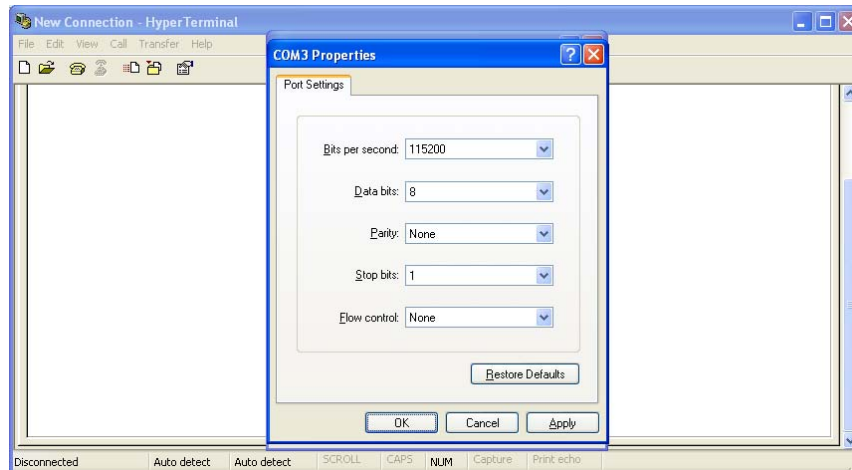 New Connection - HyperTerminal
File Edit View Call Transfer Help
COM3 Properties
Port Settings
Bits per second: 115200
Data bits: 8
Parity: None
Stop bits: 1
Flow control: None
Restore Defaults
OK Cancel Apply
Disconnected Auto detect Auto detect SCROLL CAPS NUM Capture Print echo